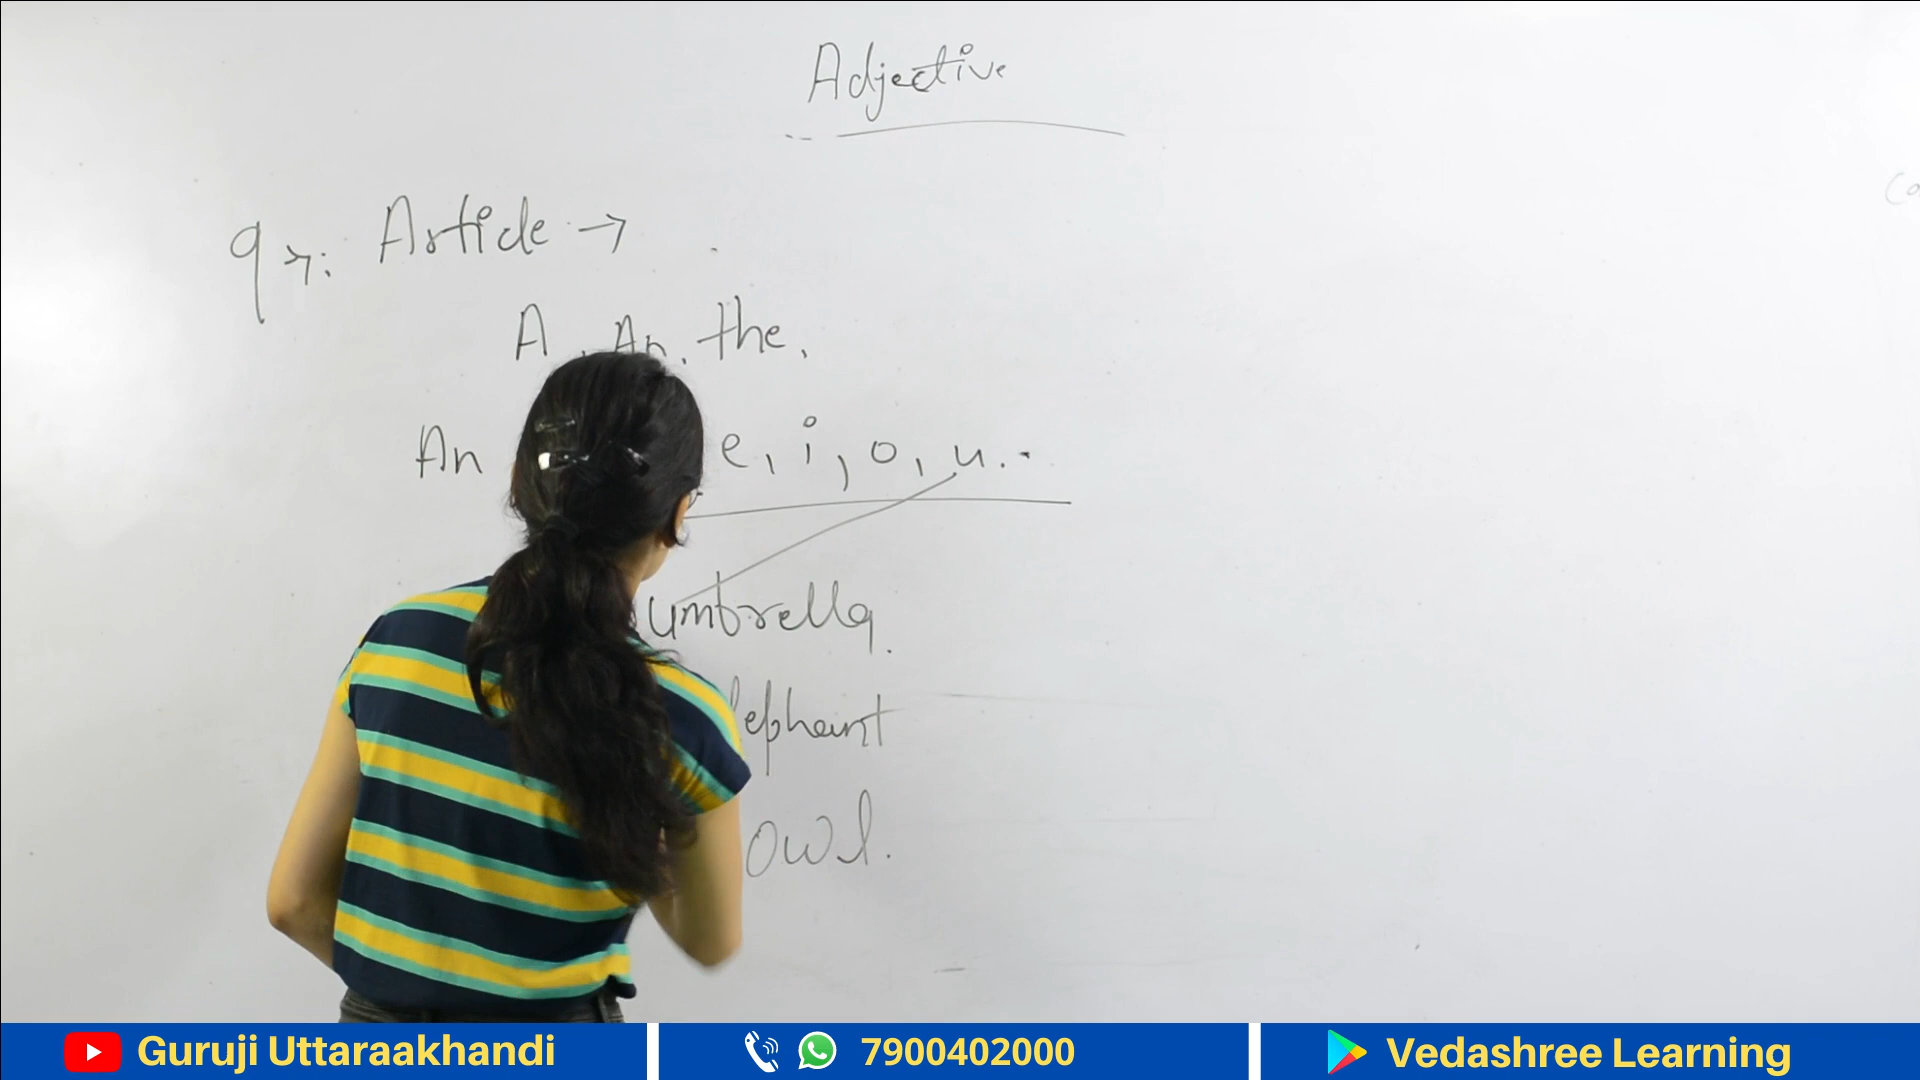 Adjective
9 →: Article →
A, An, the,
An e, i, o, u..
umbrella.
lephant
owl.
Guruji Uttaraakhandi 7900402000 Vedashree Learning